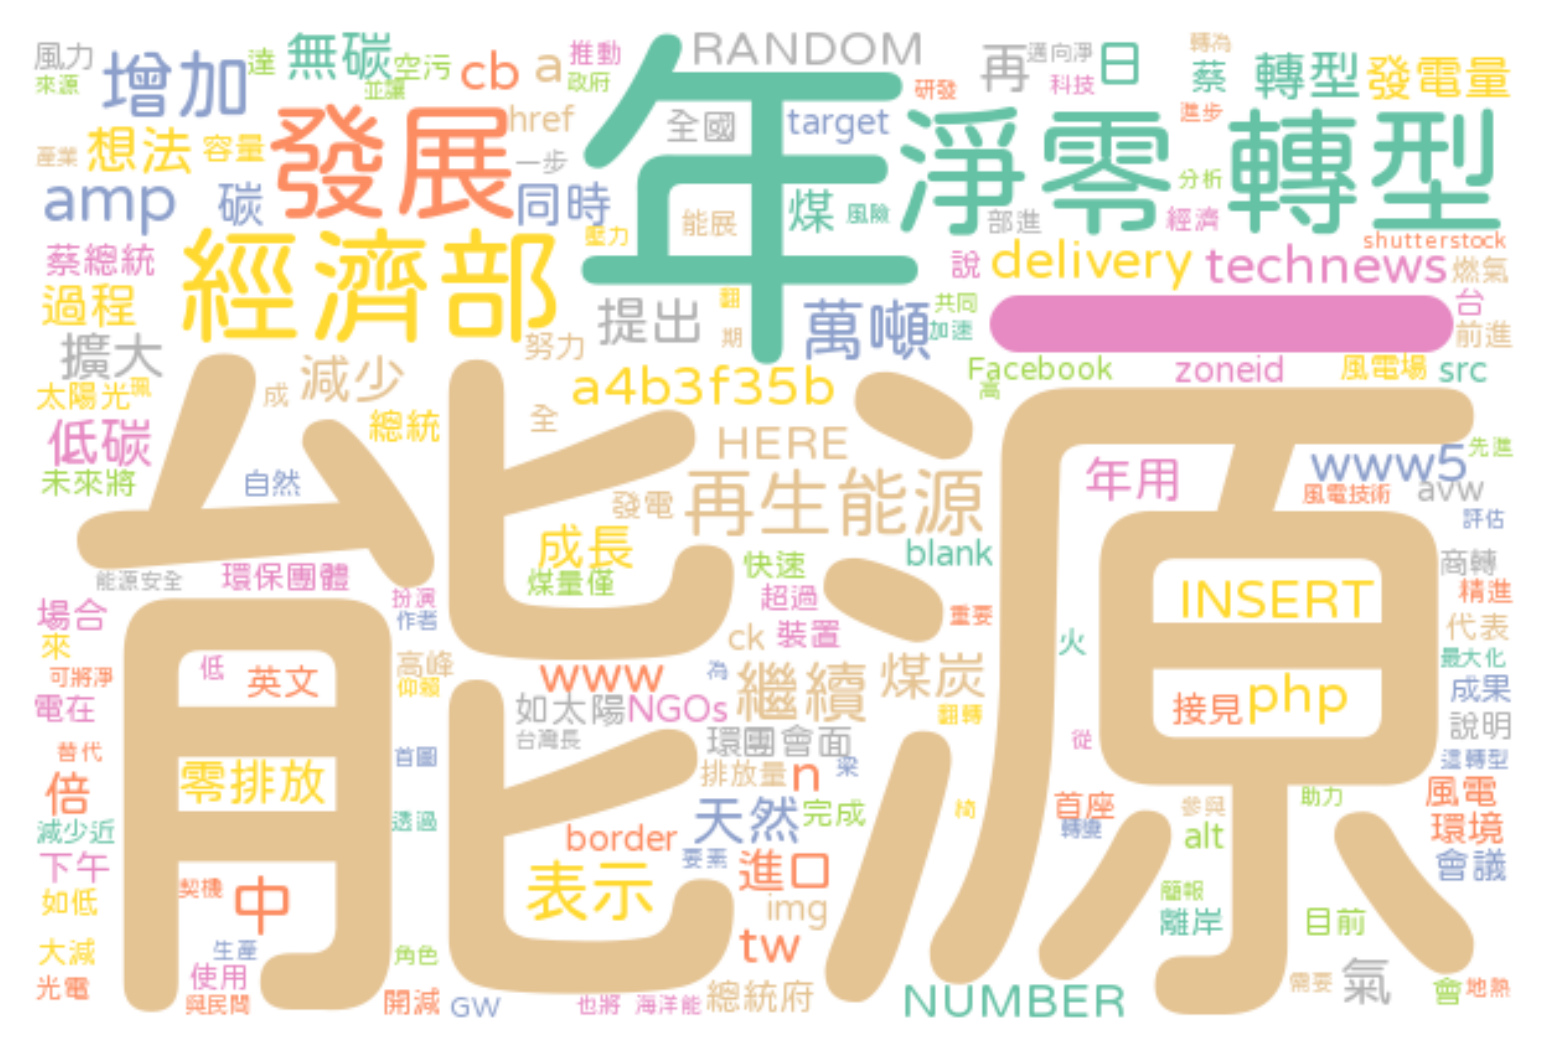 風力 增加 達 無碳 空污 cb a 推動 RANDOM 再 邁向淨 日 轉為 蔡 轉型 發電量
來源 並讓 政府 研發 科技
產業 想法 容量 發展 href 一步 年 全國 target 淨零 進步 轉型
amp 碳 同時 能展 煤 風險 部進 分析 經濟
蔡總統 經濟部 壓力 說 delivery technews shutterstock 燃氣
過程 提出 翻 萬噸 共同 台
擴大 努力 期 加速 前進
太陽光 珮 成 減少 總統 全 a4b3f35b Facebook 高 zoneid 風電場 src
低碳 HERE 年用 www5 先進
未來將 自然 能源 發電 再生能源 風電技術 avw
成長 快速 blank 評估
能源安全 環保團體 煤量僅 商轉
場合 扮演 超過 重要 INSERT 精進
來 作者 ck 裝置 火 代表
可將淨 低 英文 高峰 www 為 繼續 煤炭 最大化
電在 仰賴 如太陽 NGOs 翻轉 接見 php 成果
替代 首圖 台灣長 環團會面 從 說明
倍 零排放 排放量 n 梁 這轉型
減少近 透過 天然 完成 綺 首座 參與 助力 風電
下午 border 要素 轉變 alt 環境
如低 契機 中 表示 進口 簡報 會議
大減 生產 角色 img 離岸 目前
光電 使用 tw 需要 氣
與民間 開減 GW 也將 海洋能 總統府 NUMBER 會 地熱